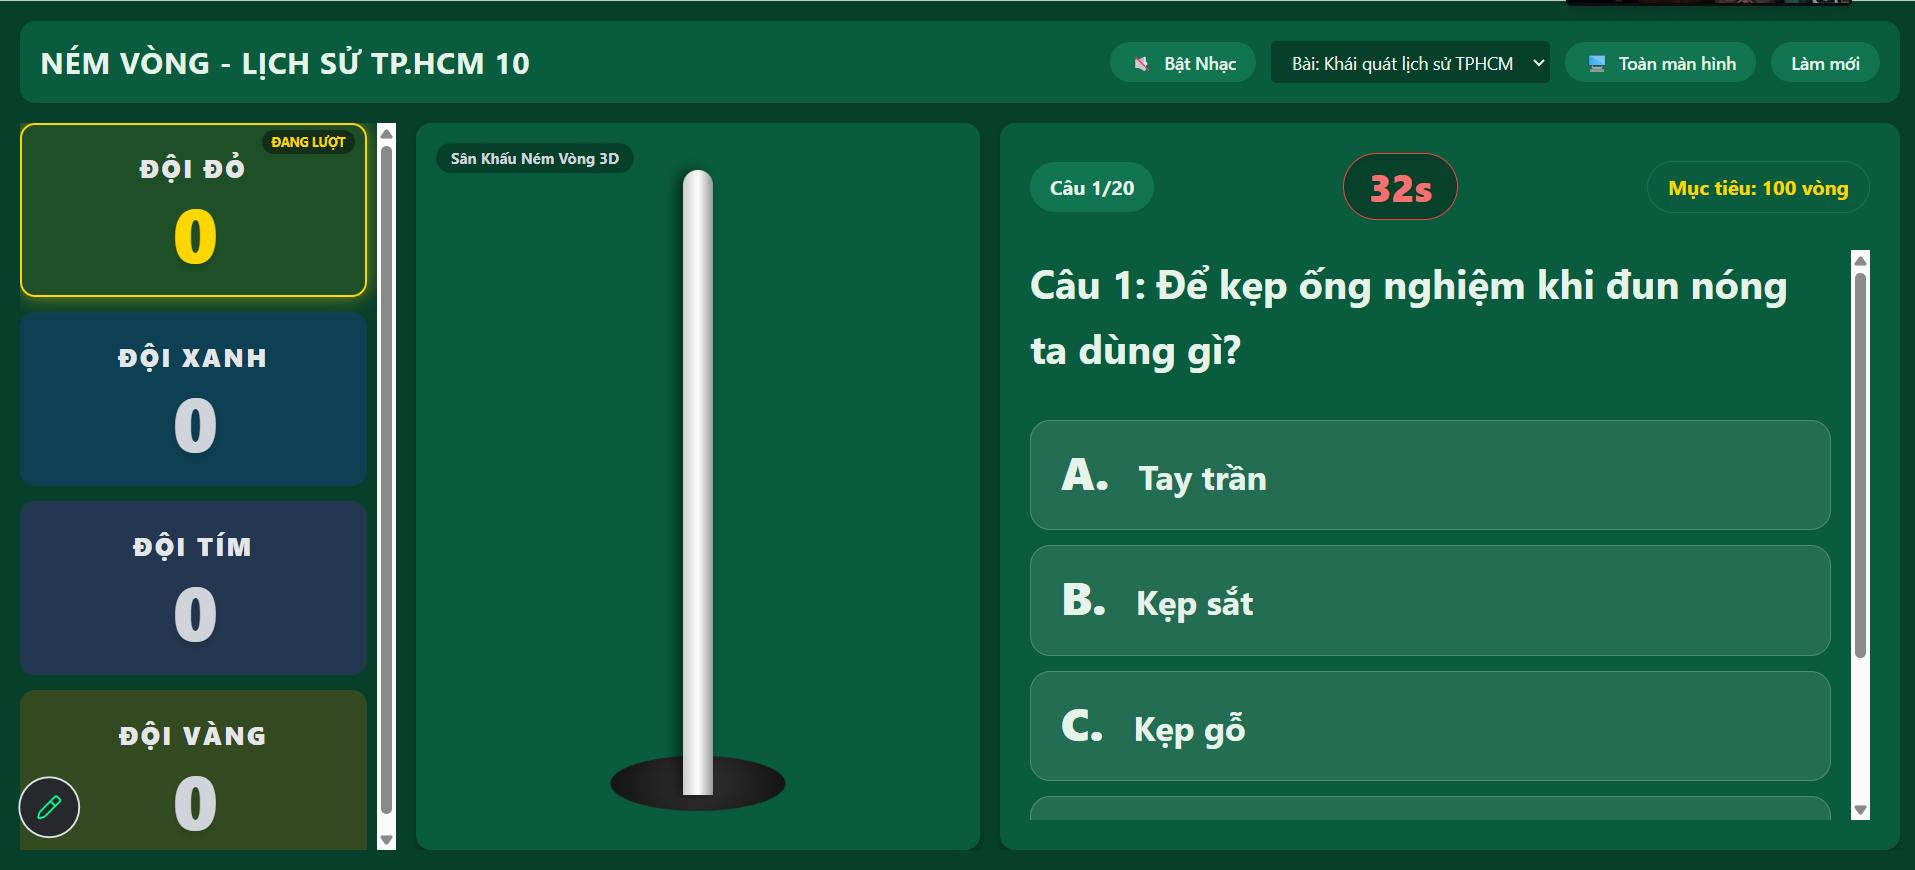 NÉM VÒNG - LỊCH SỬ TP.HCM 10
Bật Nhạc
Bài: Khái quát lịch sử TPHCM
Toàn màn hình
Làm mới
ĐANG LƯỢT
ĐỘI ĐỎ
0
ĐỘI XANH
0
ĐỘI TÍM
0
ĐỘI VÀNG
0
Sân Khấu Ném Vòng 3D
Câu 1/20
32s
Mục tiêu: 100 vòng
Câu 1: Để kẹp ống nghiệm khi đun nóng
ta dùng gì?
A. Tay trần
B. Kẹp sắt
C. Kẹp gỗ